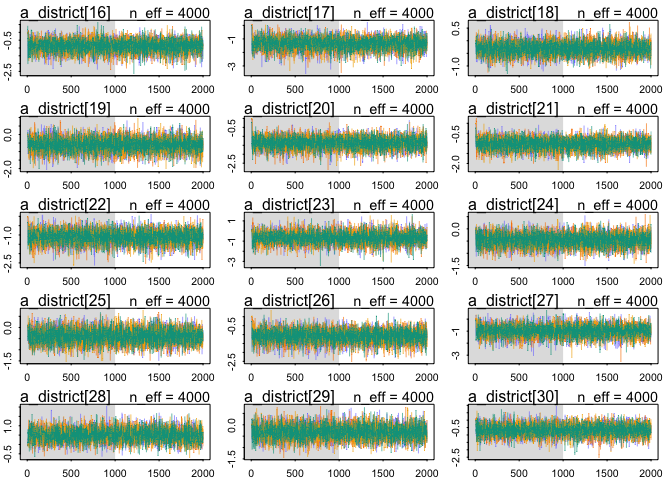 a_district[16] n_eff = 4000 a_district[17] n_eff = 4000 a_district[18] n_eff = 4000
-0.5 -2.5 -1 -3 0.5 -1.0
0 500 1000 1500 2000 0 500 1000 1500 2000 0 500 1000 1500 2000
a_district[19] n_eff = 4000 a_district[20] n_eff = 4000 a_district[21] n_eff = 4000
0.0 -2.0 -0.5 -2.5 -0.5 -2.0
0 500 1000 1500 2000 0 500 1000 1500 2000 0 500 1000 1500 2000
a_district[22] n_eff = 4000 a_district[23] n_eff = 4000 a_district[24] n_eff = 4000
-1.0 -2.5 1 -1 -3 0.0 -1.5
0 500 1000 1500 2000 0 500 1000 1500 2000 0 500 1000 1500 2000
a_district[25] n_eff = 4000 a_district[26] n_eff = 4000 a_district[27] n_eff = 4000
0.0 -1.5 -0.5 -2.5 -1 -3
0 500 1000 1500 2000 0 500 1000 1500 2000 0 500 1000 1500 2000
a_district[28] n_eff = 4000 a_district[29] n_eff = 4000 a_district[30] n_eff = 4000
1.0 -0.5 0.0 -1.5 -0.5 -2.5
0 500 1000 1500 2000 0 500 1000 1500 2000 0 500 1000 1500 2000